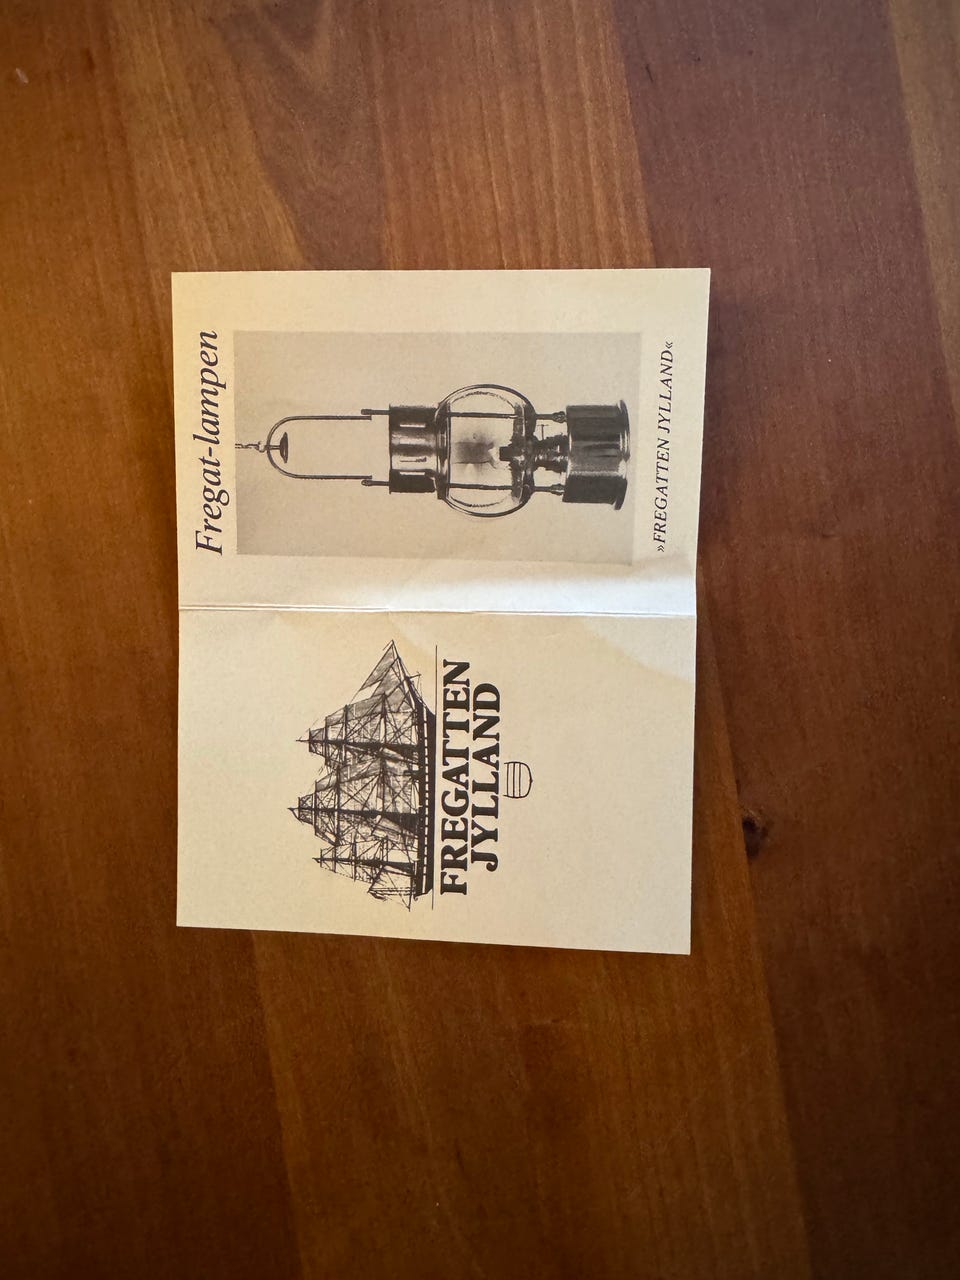 FREGATTEN
JYLLAND
Fregat-lampen
»FREGATTEN JYLLAND«